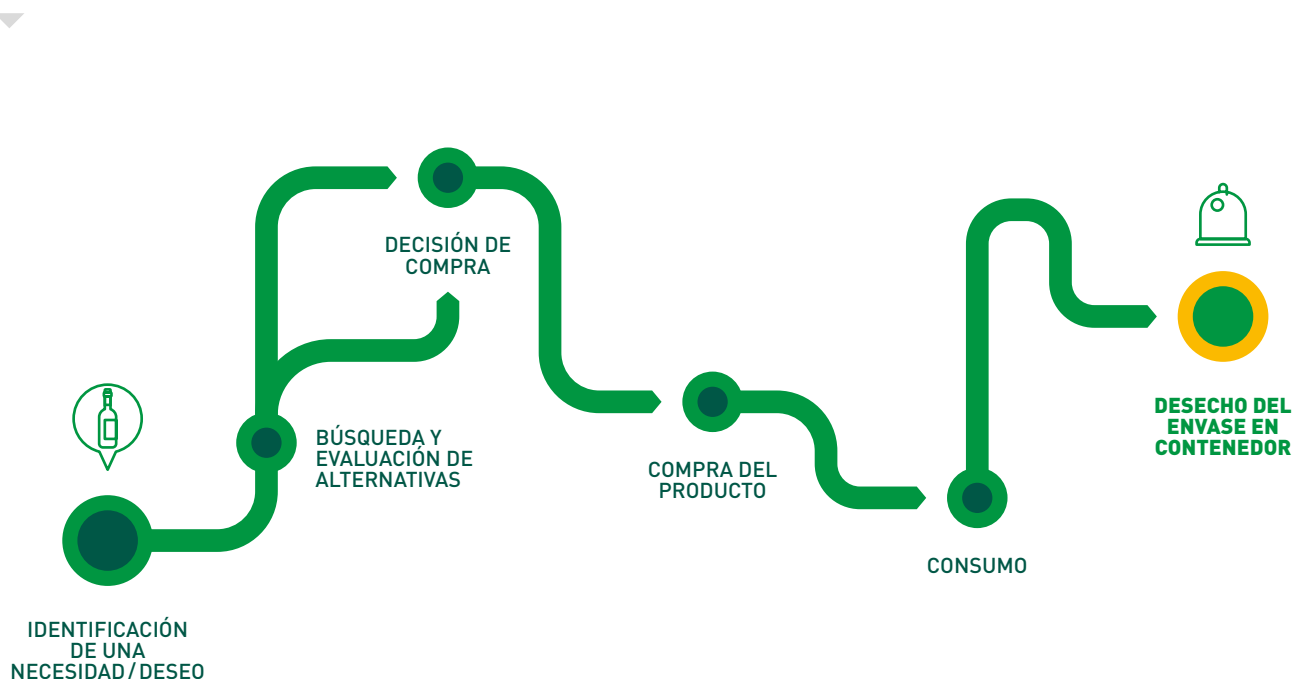 DECISIÓN DE
COMPRA
DESECHO DEL
ENVASE EN
CONTENEDOR
BÚSQUEDA Y
EVALUACIÓN DE
ALTERNATIVAS
COMPRA DEL
PRODUCTO
CONSUMO
IDENTIFICACIÓN
DE UNA
NECESIDAD/DESEO